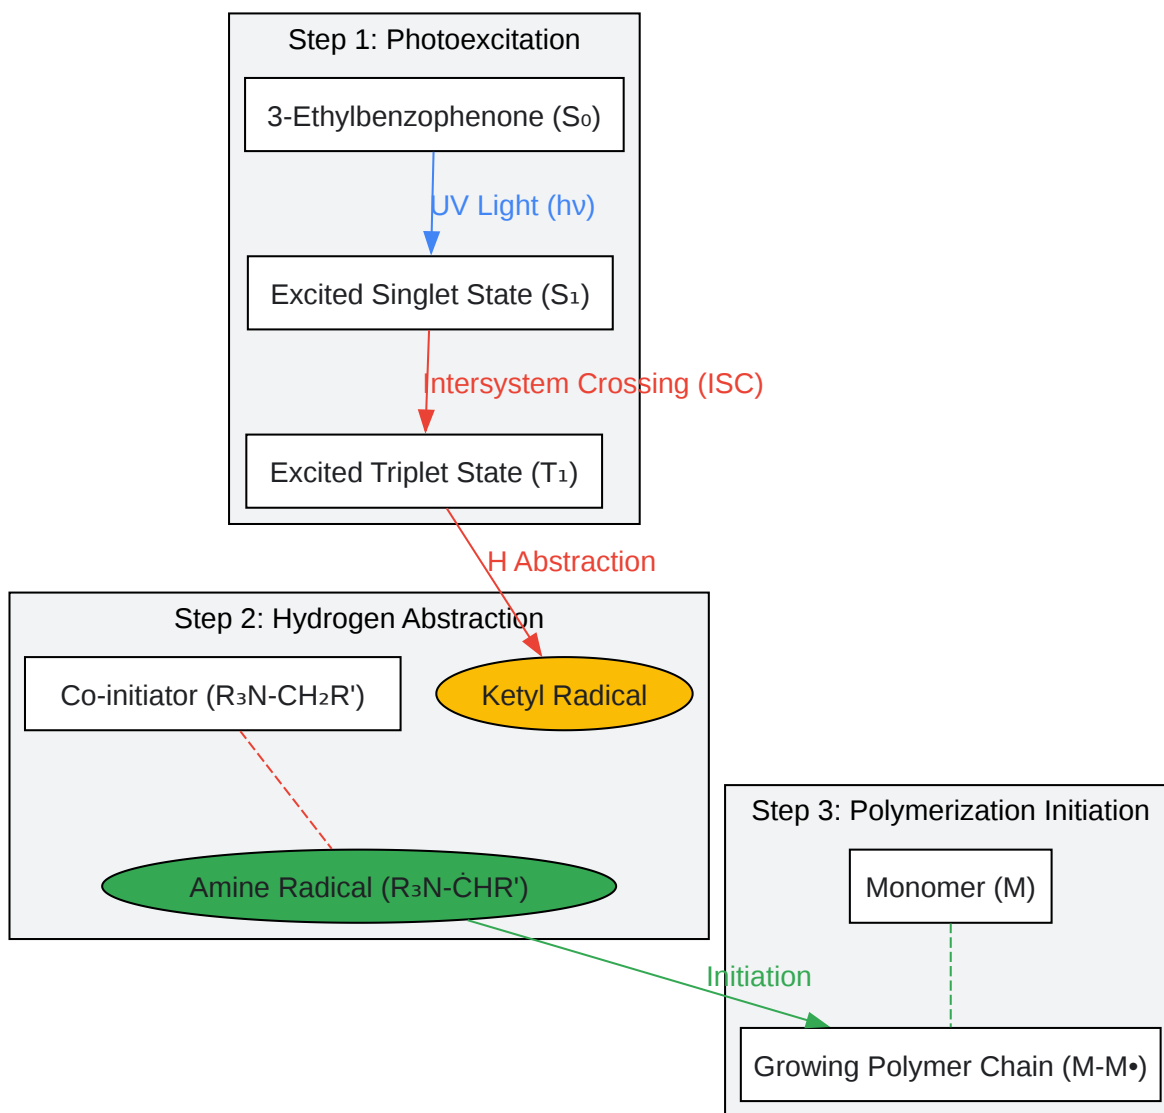 Step 1: Photoexcitation
3-Ethylbenzophenone (S₀)
UV Light (hν)
Excited Singlet State (S₁)
Intersystem Crossing (ISC)
Excited Triplet State (T₁)
H Abstraction
Step 2: Hydrogen Abstraction
Co-initiator (R₃N-CH₂R')
Ketyl Radical
Amine Radical (R₃N-ĊHR')
Initiation
Step 3: Polymerization Initiation
Monomer (M)
Growing Polymer Chain (M-M•)